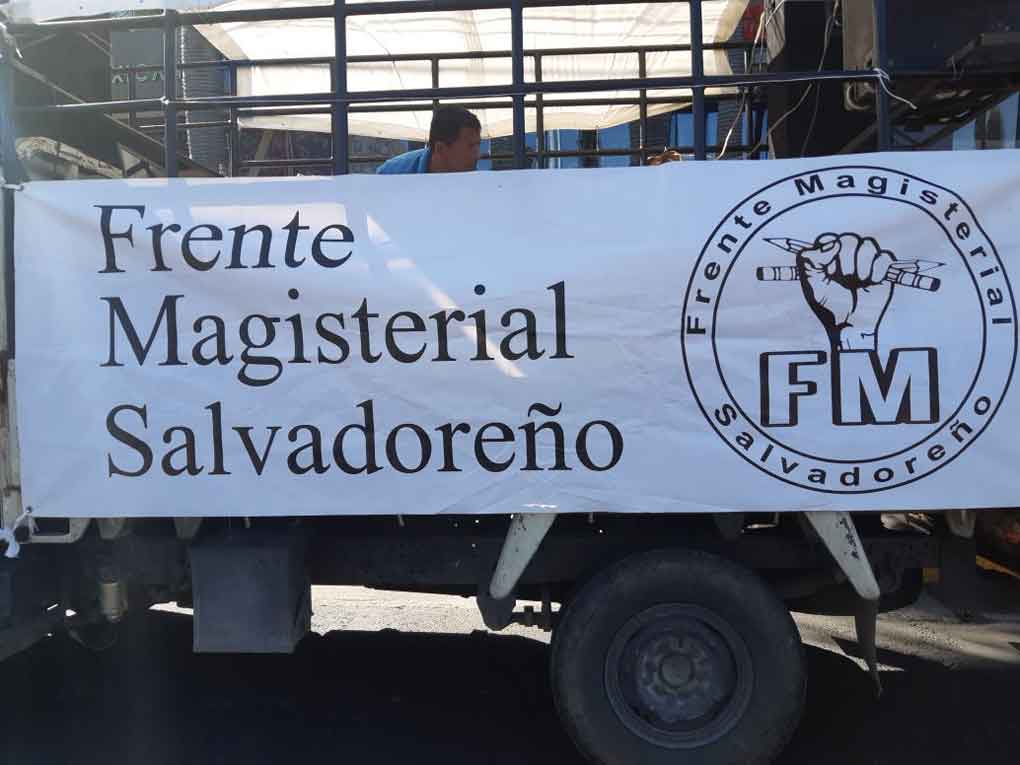 Frente
Magisterial
Salvadoreño
Frente Magisterial
FM
Salvadoreño